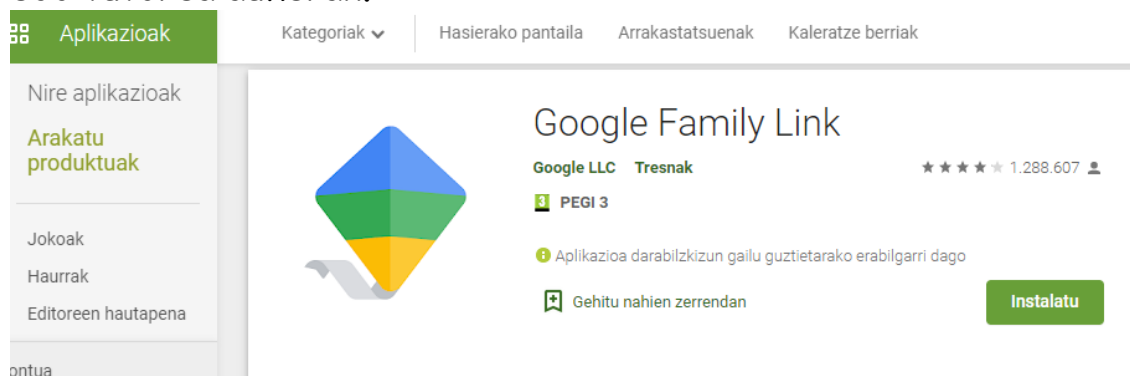 Aplikazioak
Kategoriak
Hasierako pantaila
Arrakastatsuenak
Kaleratze berriak
Nire aplikazioak
Arakatu
produktuak
Jokoak
Haurrak
Editoreen hautapena
Google Family Link
Google LLC Tresnak
1.288.607
3 PEGI 3
Aplikazioa darabilzkizun gailu guztietarako erabilgarri dago
Gehitu nahien zerrendan
Instalatu